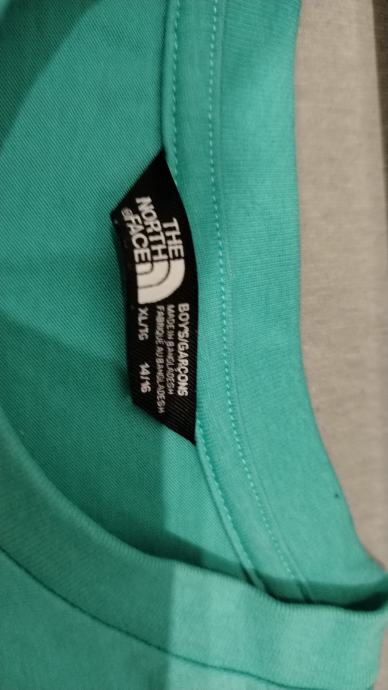 THE
NORTH
FACE
BOYS/GARÇONS
MADE IN BANGLADESH
FABRIQUÉ AU BANGLADESH
XL/TG 14/16